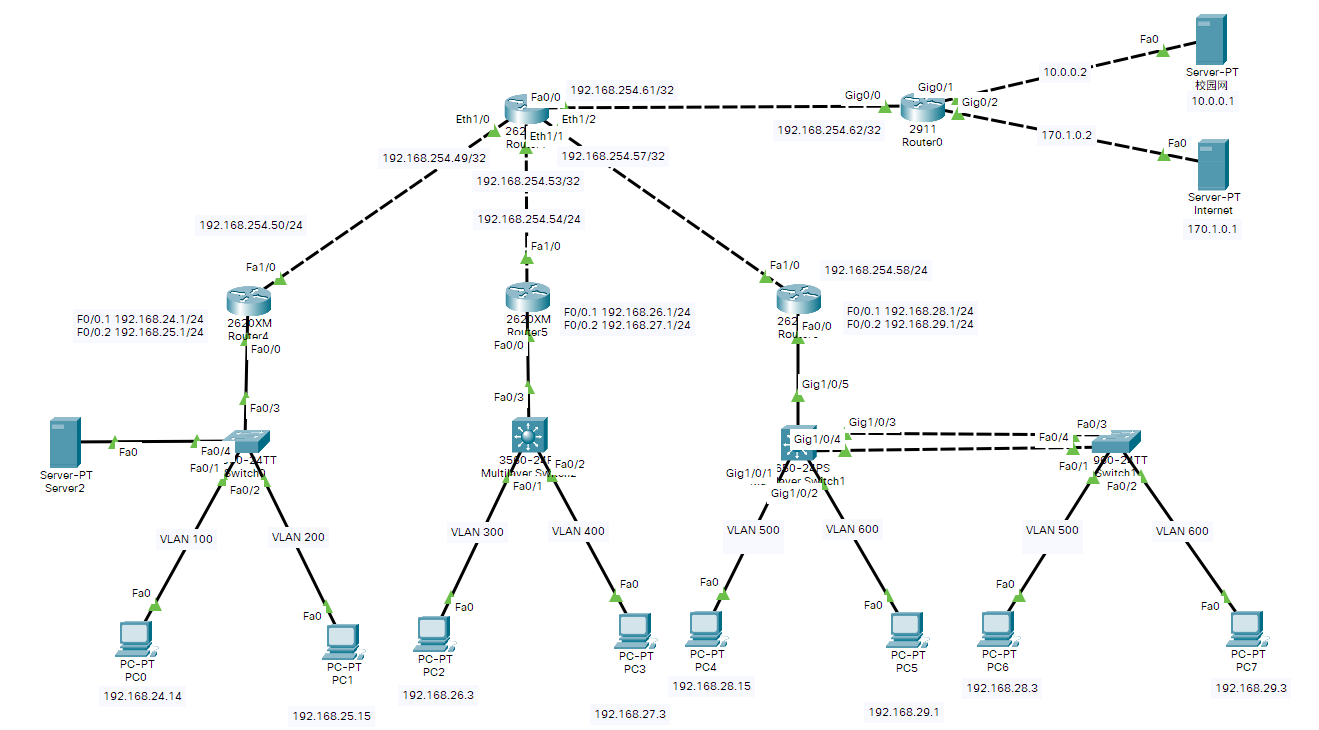 Fa0
Server-PT
校园网
10.0.0.1
10.0.0.2
Gig0/1
Gig0/0
Gig0/2
192.168.254.61/32
Fa0/0
Eth1/0
Eth1/2
Eth1/1
192.168.254.62/32
2911
Router0
170.1.0.2
Fa0
Server-PT
Internet
170.1.0.1
192.168.254.49/32
192.168.254.57/32
192.168.254.53/32
192.168.254.50/24
192.168.254.54/24
Fa1/0
Fa1/0
Fa1/0
192.168.254.58/24
F0/0.1 192.168.24.1/24
F0/0.2 192.168.25.1/24
2620XM
Router4
Fa0/0
F0/0.1 192.168.26.1/24
F0/0.2 192.168.27.1/24
2620XM
Router5
Fa0/0
F0/0.1 192.168.28.1/24
F0/0.2 192.168.29.1/24
Fa0/0
Fa0/3
Fa0/3
Gig1/0/5
Server-PT
Server2
Fa0
Fa0/4
Fa0/1
Fa0/2
Switch0
Fa0/2
Fa0/1
Gig1/0/3
Gig1/0/4
Gig1/0/1
Gig1/0/2
Fa0/3
Fa0/4
Fa0/1
Fa0/2
VLAN 100
VLAN 200
VLAN 300
VLAN 400
VLAN 500
VLAN 600
VLAN 500
VLAN 600
Fa0
Fa0
Fa0
Fa0
Fa0
Fa0
Fa0
Fa0
PC-PT
PC0
192.168.24.14
PC-PT
PC1
192.168.25.15
PC-PT
PC2
192.168.26.3
PC-PT
PC3
192.168.27.3
PC-PT
PC4
192.168.28.15
PC-PT
PC5
192.168.29.1
PC-PT
PC6
192.168.28.3
PC-PT
PC7
192.168.29.3